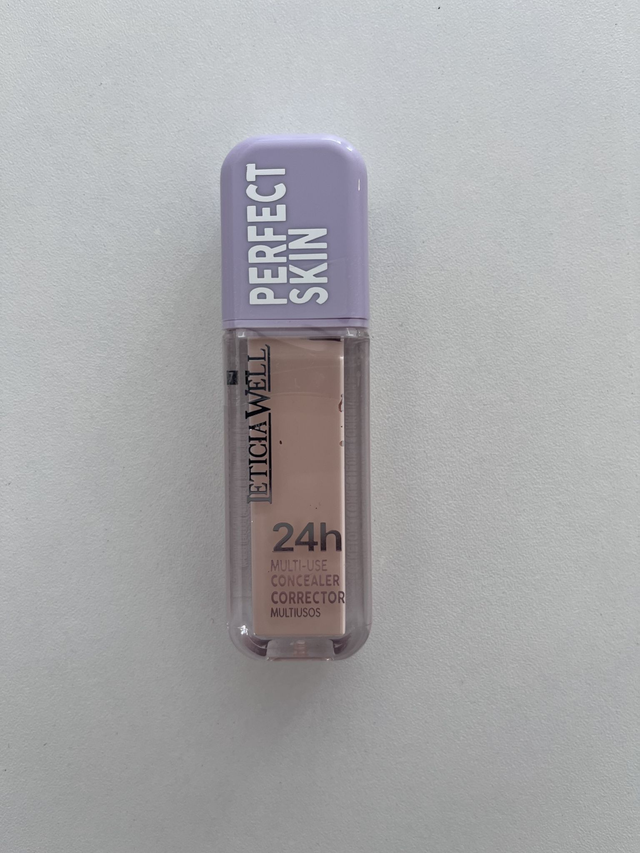 PERFECT
SKIN
LETICIA WELL
24h
MULTI-USE
CONCEALER
CORRECTOR
MULTIUSOS